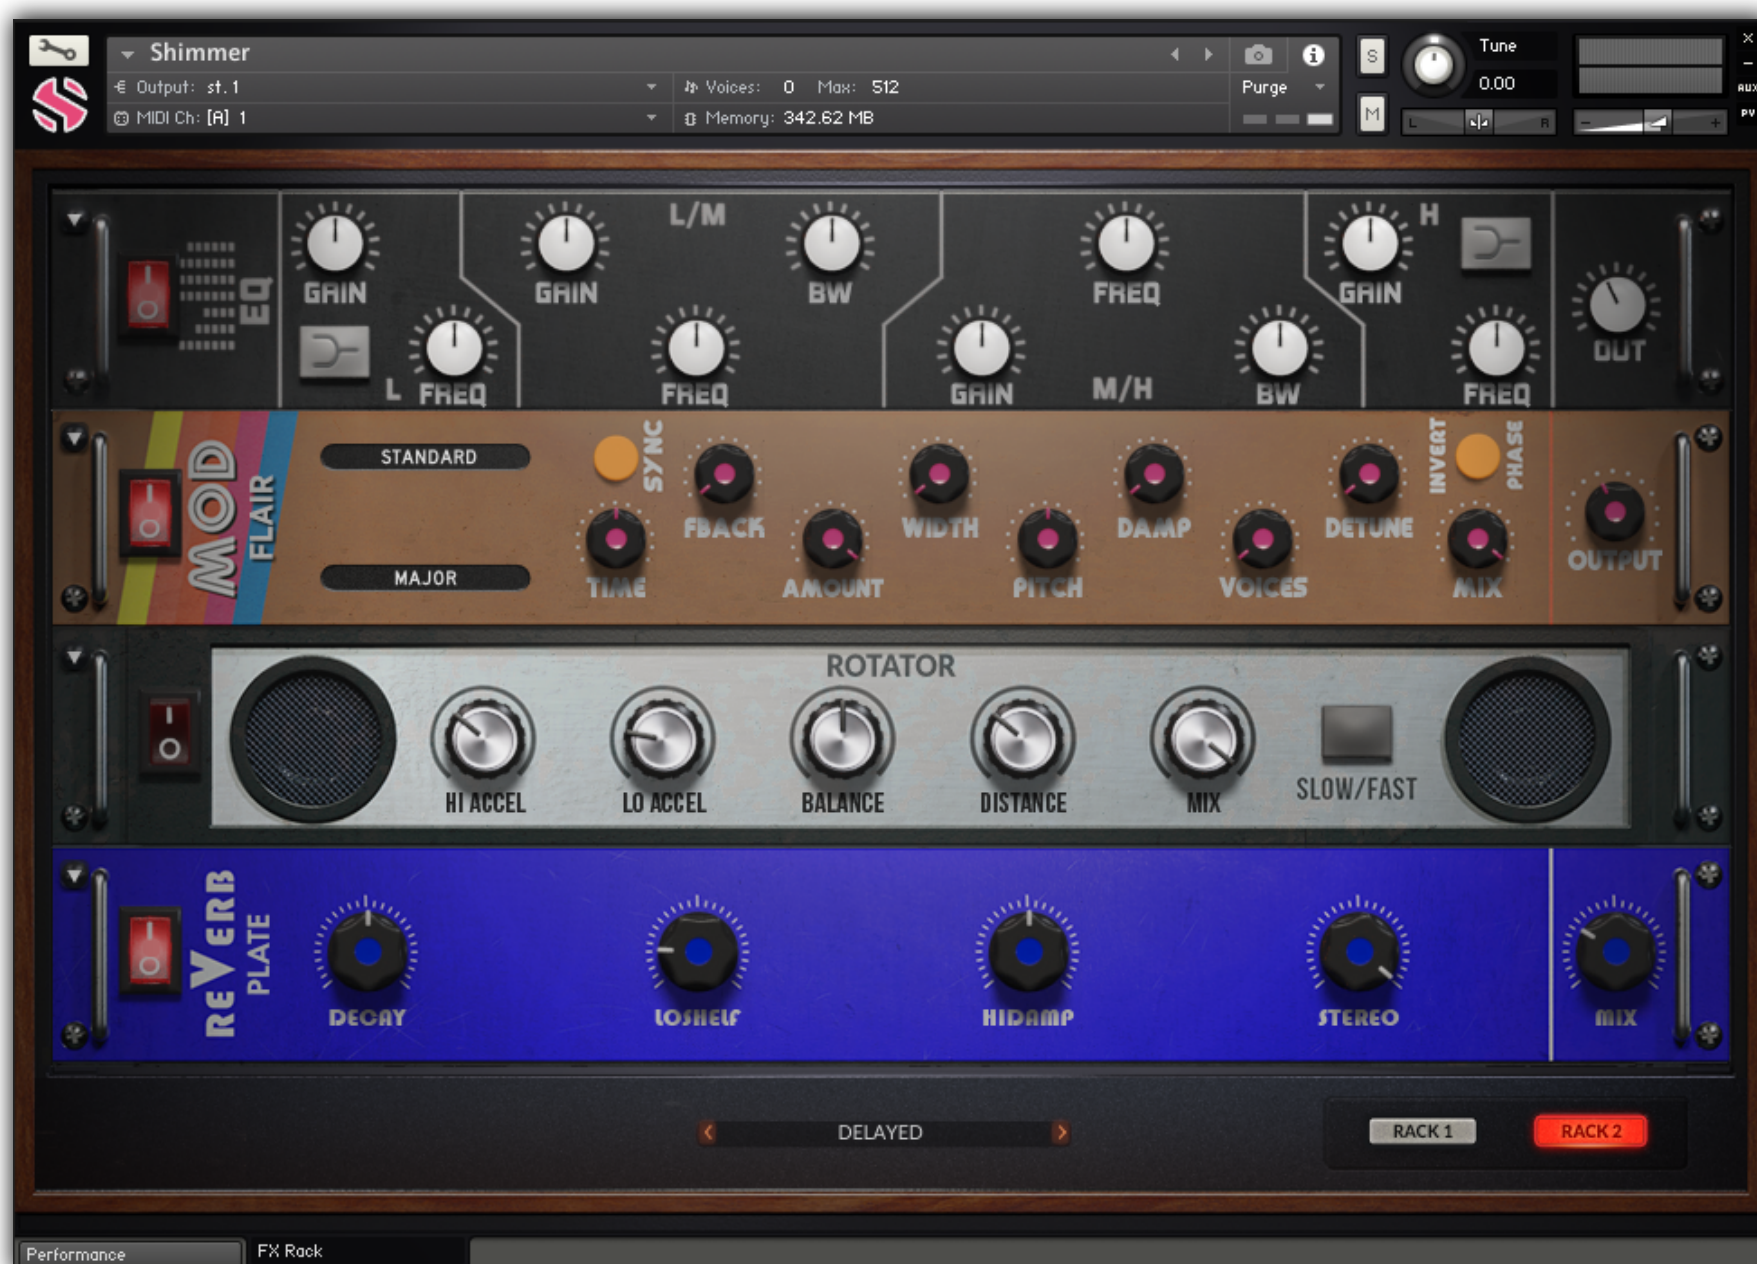 Shimmer
Output: st.1
Voices: 0 Max: 512
Purge
MIDI Ch: [A] 1
Memory: 342.62 MB
S
M
Tune
0.00
L
R
-
+
×
-
AUX
PV
EQ
GAIN
L
FREQ
L/M
GAIN
BW
FREQ
FREQ
GAIN
M/H
BW
H
GAIN
FREQ
OUT
MOD
FLAIR
STANDARD
MAJOR
SYNC
TIME
FBACK
AMOUNT
WIDTH
PITCH
DAMP
VOICES
DETUNE
INVERT
PHASE
MIX
OUTPUT
ROTATOR
HI ACCEL
LO ACCEL
BALANCE
DISTANCE
MIX
SLOW/FAST
REVERB
PLATE
DECAY
LOSHELF
HIDAMP
STEREO
MIX
DELAYED
RACK 1
RACK 2
Performance
FX Rack